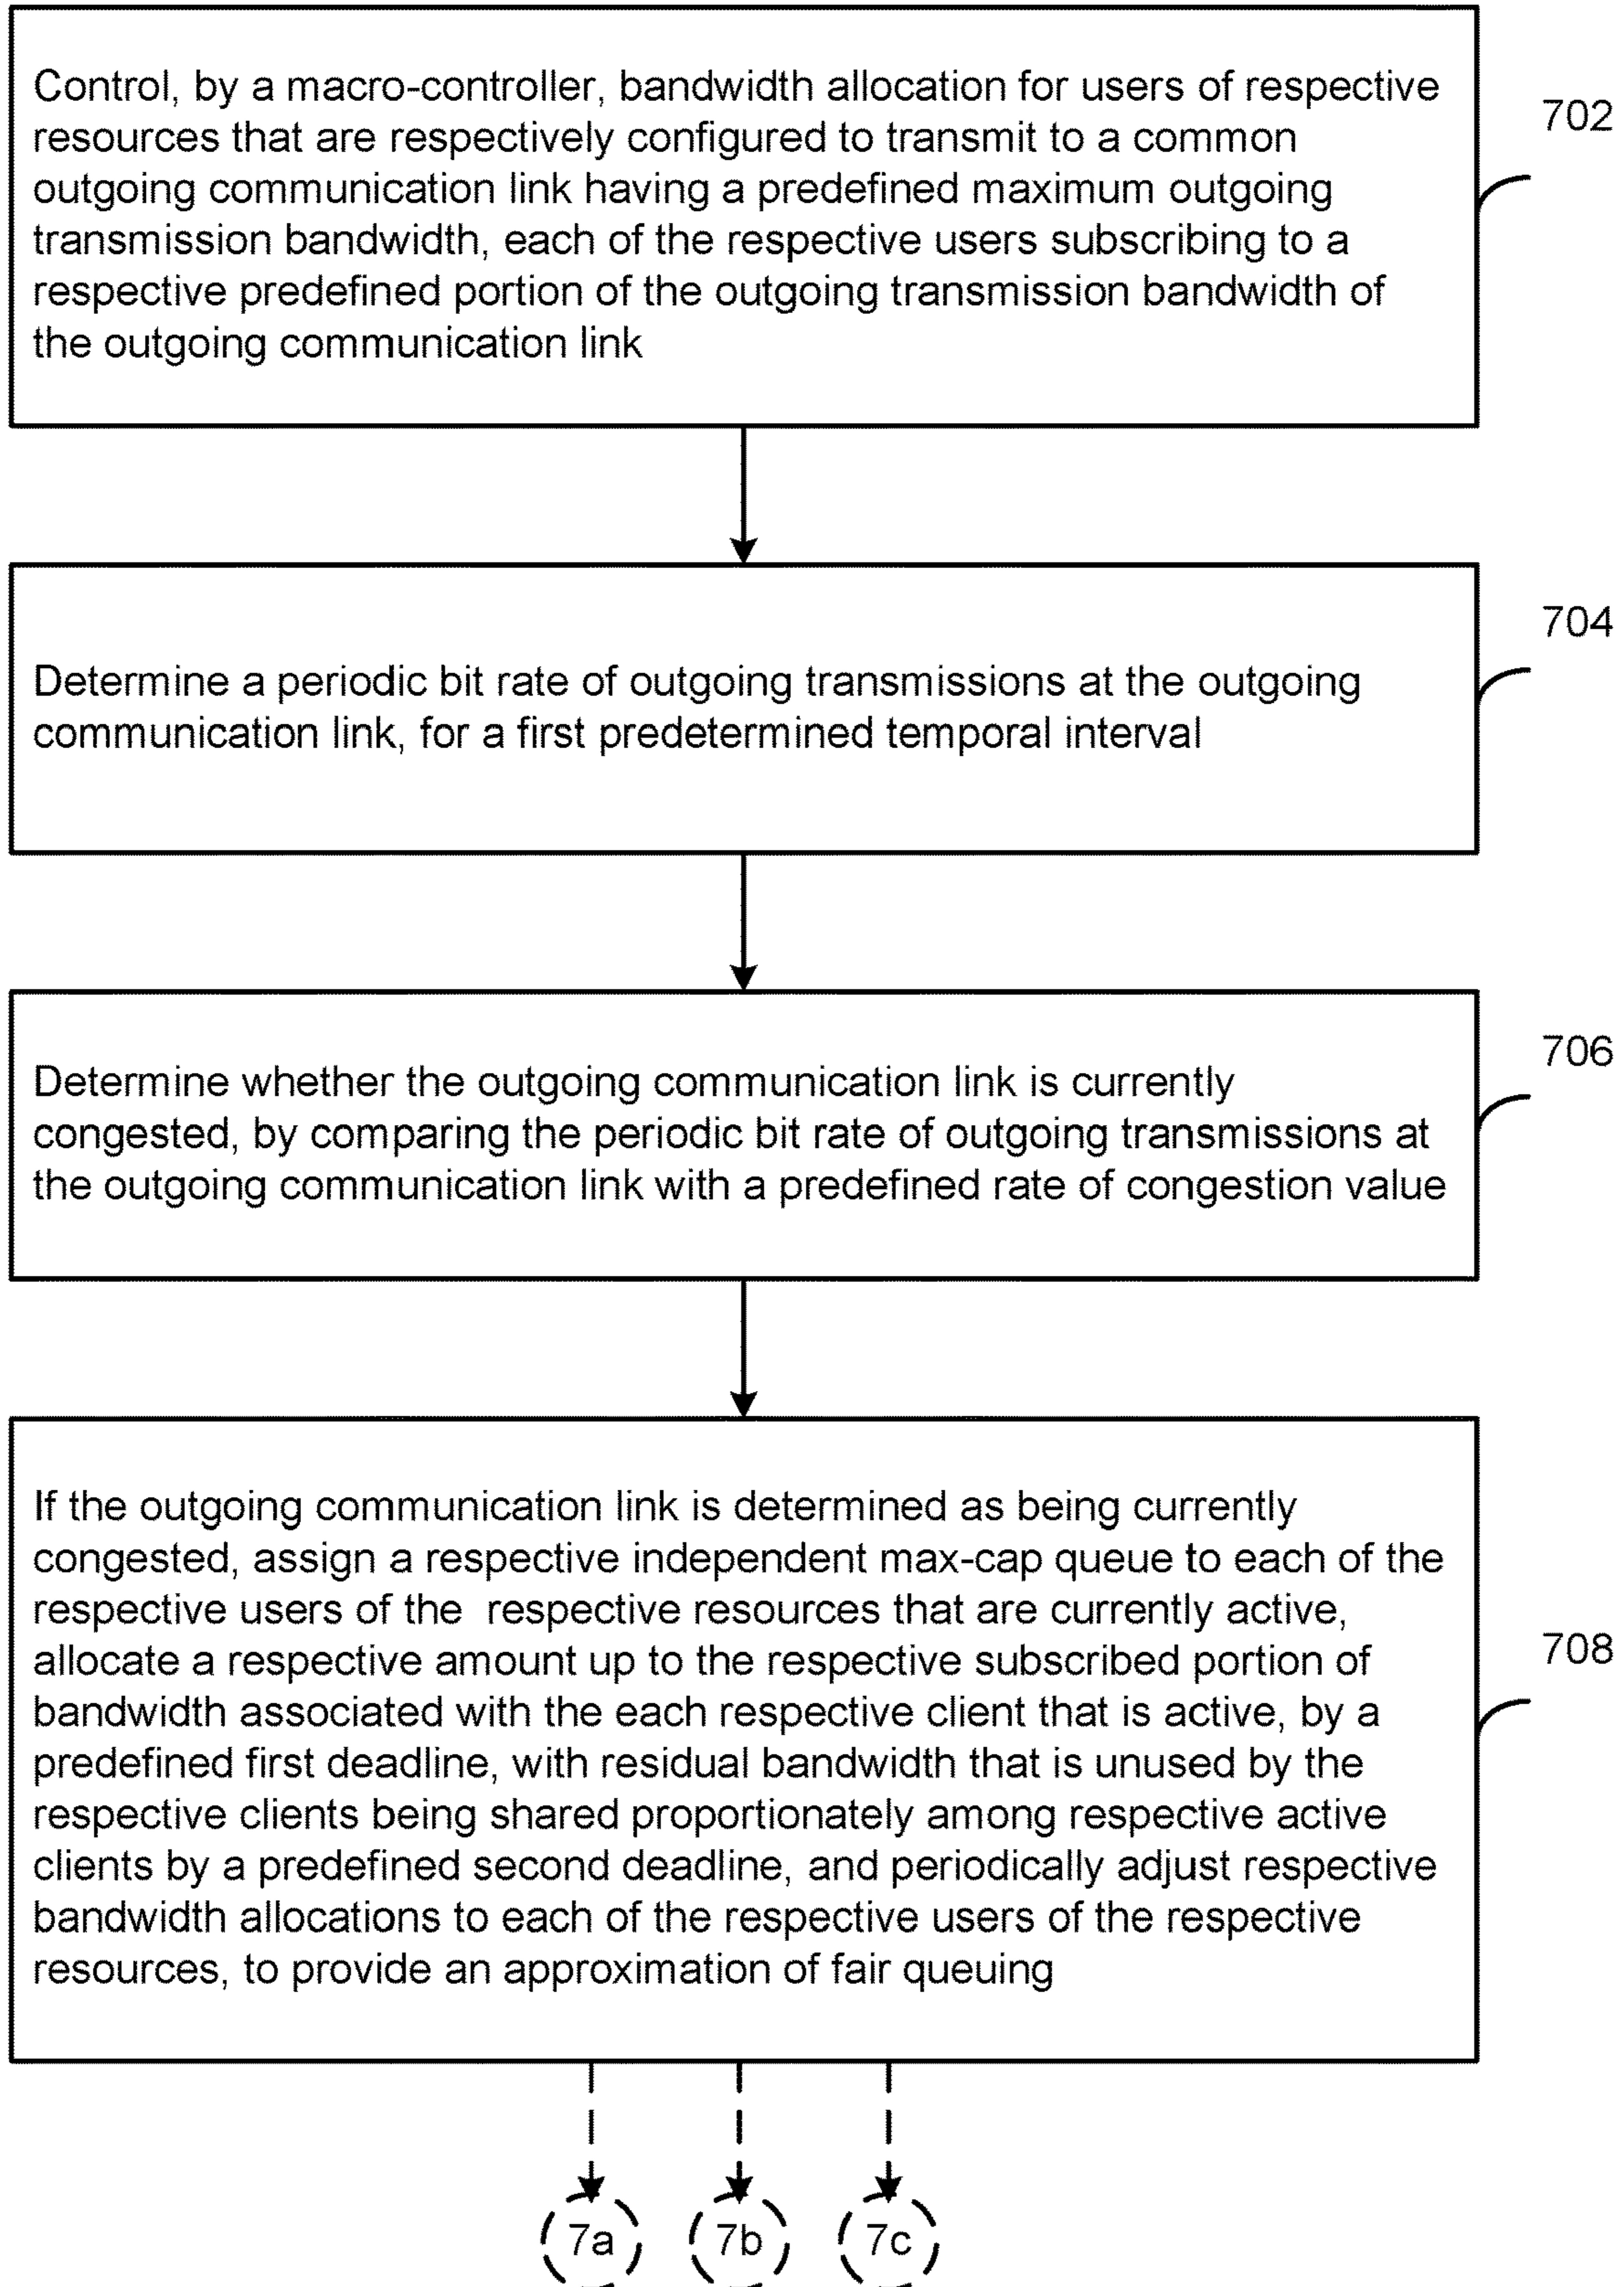 Control, by a macro-controller, bandwidth allocation for users of respective
resources that are respectively configured to transmit to a common
outgoing communication link having a predefined maximum outgoing
transmission bandwidth, each of the respective users subscribing to a
respective predefined portion of the outgoing transmission bandwidth of
the outgoing communication link
702
Determine a periodic bit rate of outgoing transmissions at the outgoing
communication link, for a first predetermined temporal interval
704
Determine whether the outgoing communication link is currently
congested, by comparing the periodic bit rate of outgoing transmissions at
the outgoing communication link with a predefined rate of congestion value
706
If the outgoing communication link is determined as being currently
congested, assign a respective independent max-cap queue to each of the
respective users of the  respective resources that are currently active,
allocate a respective amount up to the respective subscribed portion of
bandwidth associated with the each respective client that is active, by a
predefined first deadline, with residual bandwidth that is unused by the
respective clients being shared proportionately among respective active
clients by a predefined second deadline, and periodically adjust respective
bandwidth allocations to each of the respective users of the respective
resources, to provide an approximation of fair queuing
708
7a 7b 7c